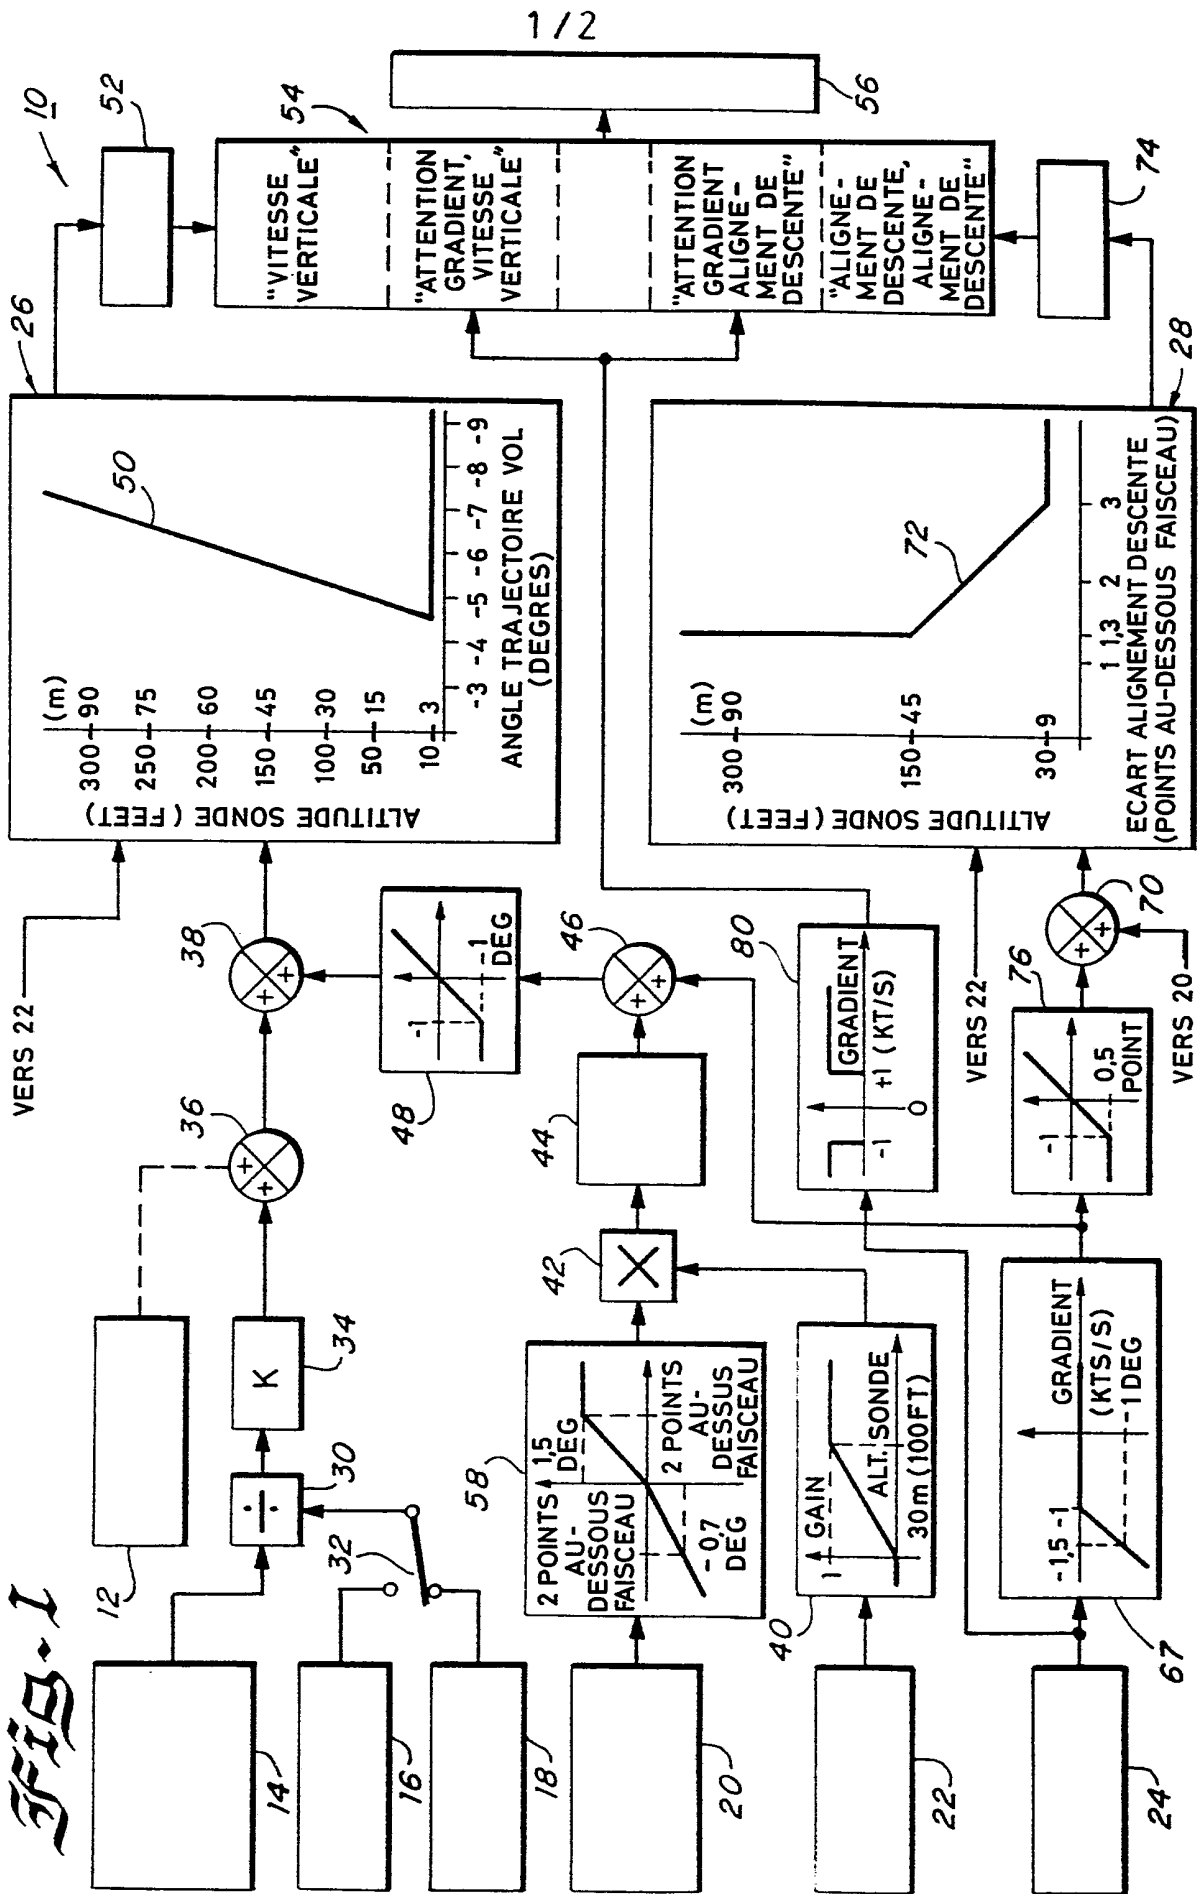 1/2
Fig. 1
10
52
54
56
"VITESSE
VERTICALE"
"ATTENTION
GRADIENT,
VITESSE
VERTICALE"
"ATTENTION
GRADIENT
ALIGNE-
MENT DE
DESCENTE"
"ALIGNE-
MENT DE
DESCENTE,
ALIGNE-
MENT DE
DESCENTE"
74
26
50
ALTITUDE SONDE (FEET)
(m)
300-90
250-75
200-60
150-45
100-30
50-15
10-3
-3 -4 -5 -6 -7 -8 -9
ANGLE TRAJECTOIRE VOL
(DEGRES)
28
72
ALTITUDE SONDE (FEET)
(m)
300-90
150-45
30-9
1 1,3 2 3
ECART ALIGNEMENT DESCENTE
(POINTS AU-DESSOUS FAISCEAU)
VERS 22
38
+
+
36
+
+
48
-1
-1
DEG
46
+
+
80
GRADIENT
-1
0
+1 (KT/S)
VERS 22
70
+
+
76
-1
0,5
POINT
VERS 20
44
42
12
34
K
30
÷
32
58
2 POINTS
AU-
DESSOUS
FAISCEAU
1,5
DEG
-0,7
DEG
2 POINTS
AU-
DESSUS
FAISCEAU
40
GAIN
1
ALT. SONDE
30m (100FT)
67
GRADIENT
(KTS/S)
-1,5 -1
-1DEG
14
16
18
20
22
24